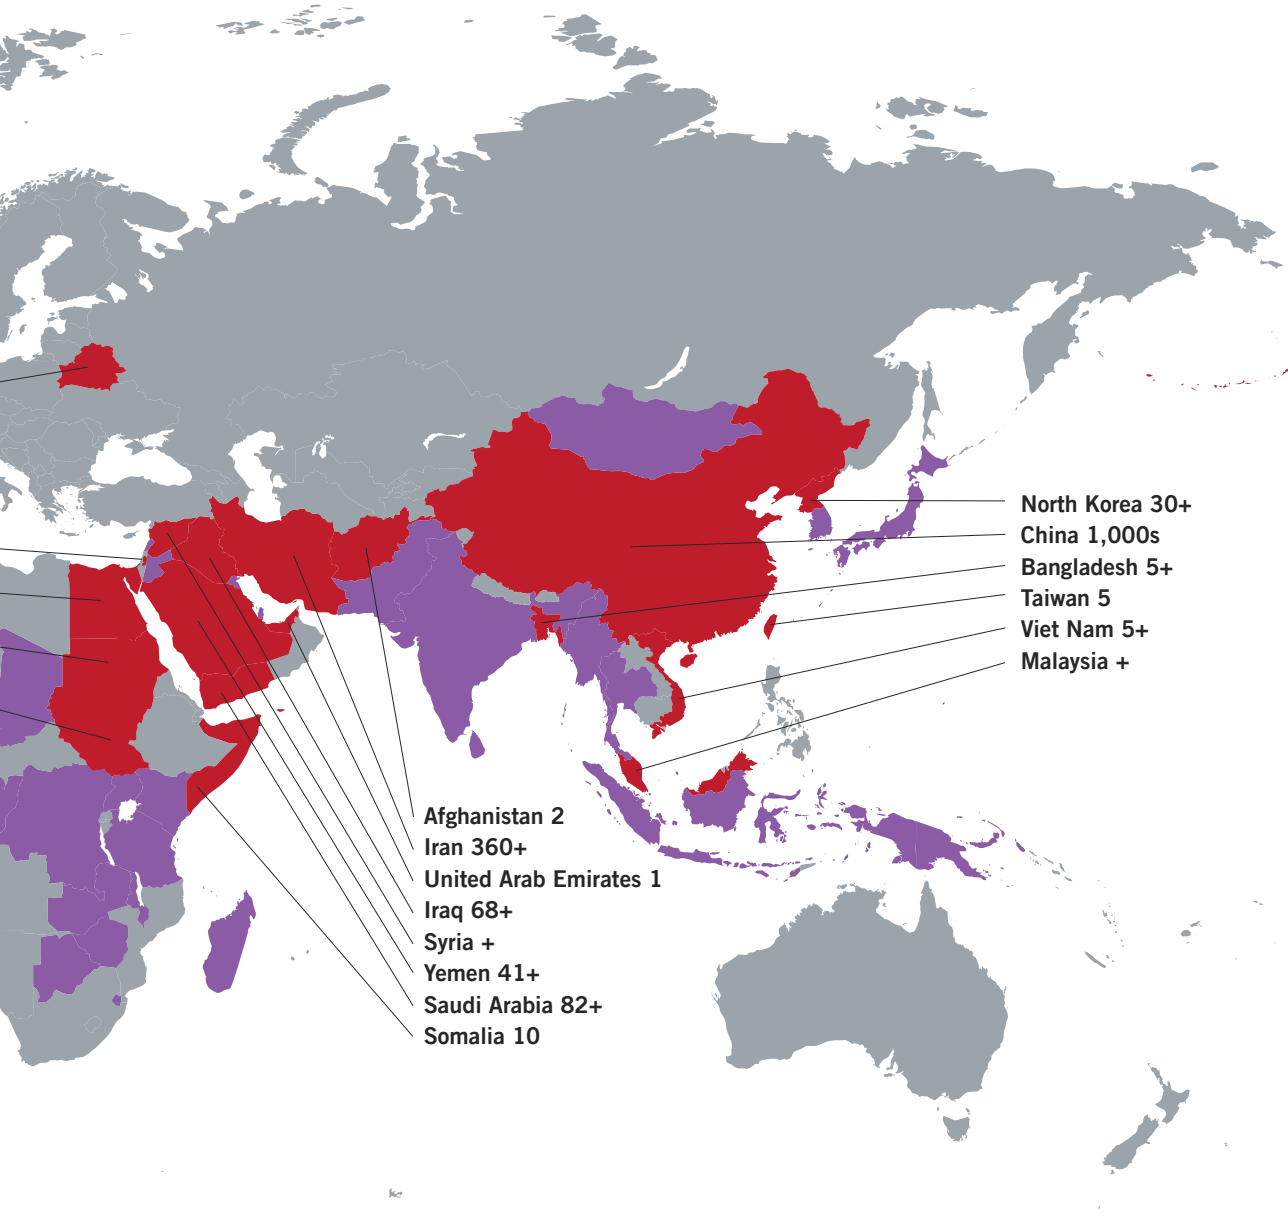 North Korea 30+
China 1,000s
Bangladesh 5+
Taiwan 5
Viet Nam 5+
Malaysia +
Afghanistan 2
Iran 360+
United Arab Emirates 1
Iraq 68+
Syria +
Yemen 41+
Saudi Arabia 82+
Somalia 10